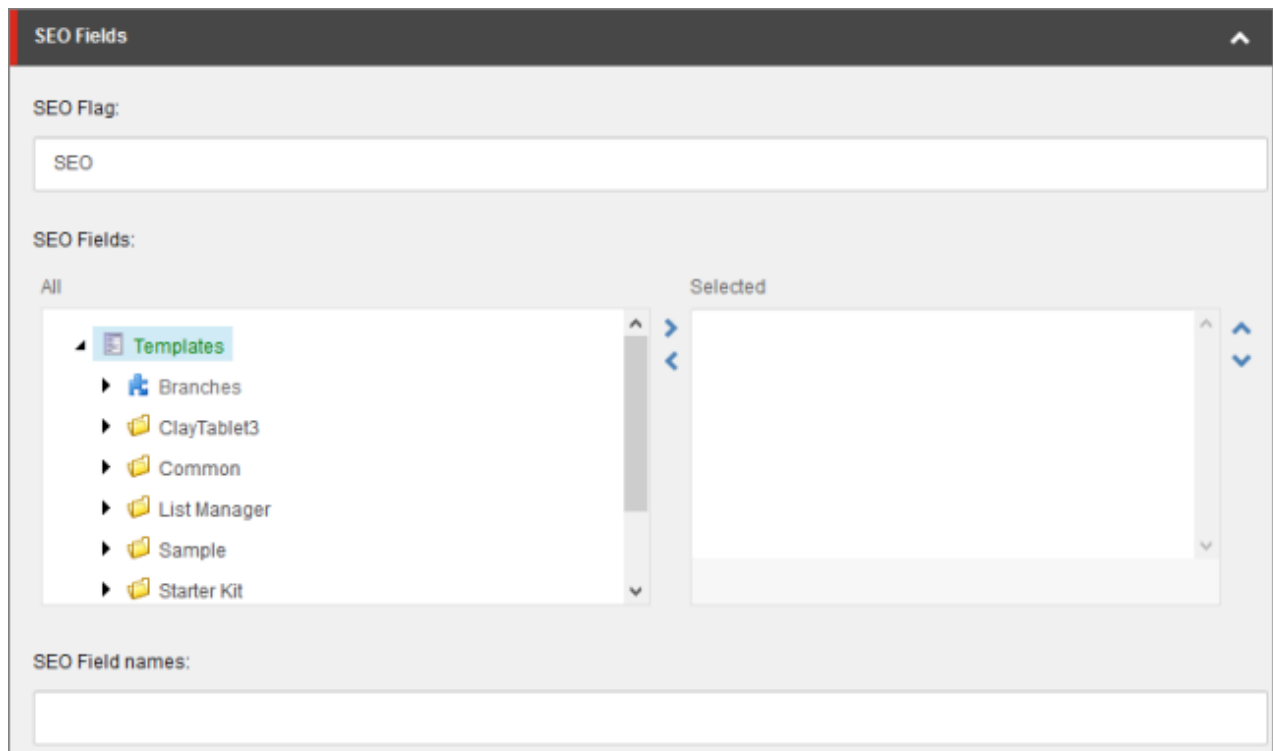 SEO Fields
SEO Flag:
SEO
SEO Fields:
All
Selected
Templates
Branches
ClayTablet3
Common
List Manager
Sample
Starter Kit
SEO Field names: